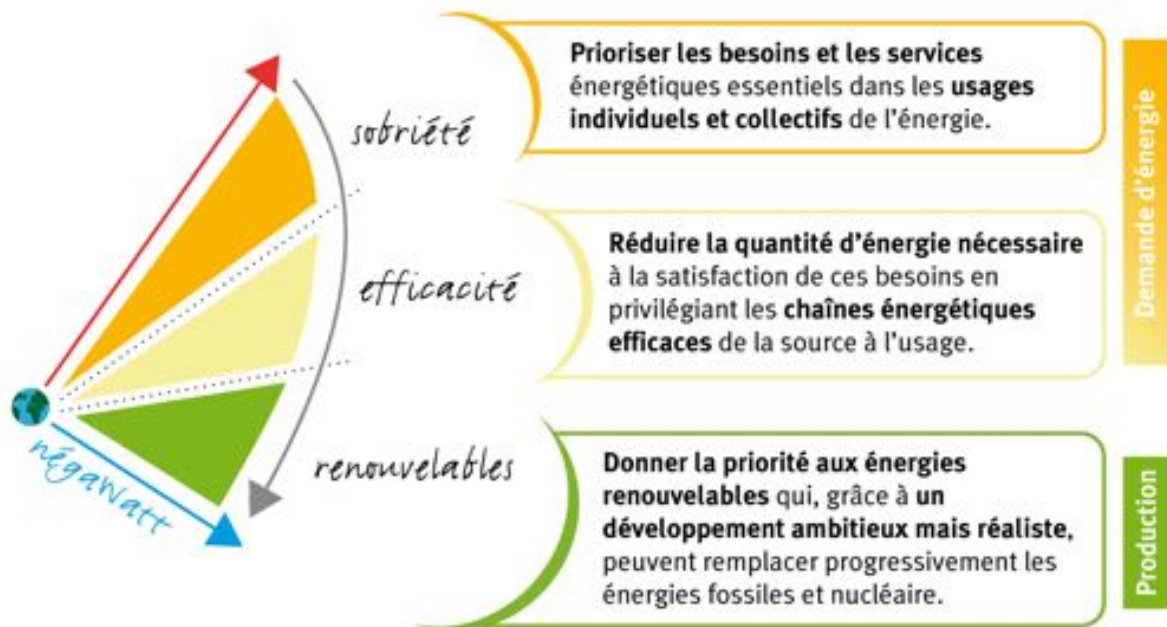 Prioriser les besoins et les services
énergétiques essentiels dans les usages
individuels et collectifs de l'énergie.
sobriété
Réduire la quantité d'énergie nécessaire
à la satisfaction de ces besoins en
privilégiant les chaînes énergétiques
efficaces de la source à l'usage.
efficacité
Demande d'énergie
Donner la priorité aux énergies
renouvelables qui, grâce à un
développement ambitieux mais réaliste,
peuvent remplacer progressivement les
énergies fossiles et nucléaire.
renouvelables
négaWatt
Production